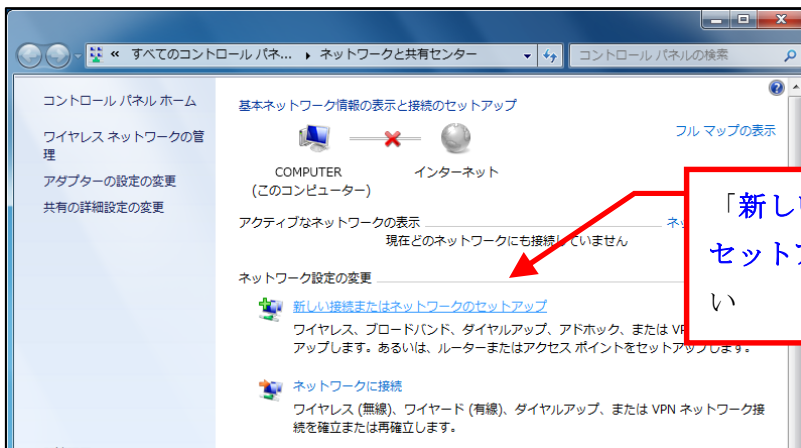 « すべてのコントロール パネ... ▸ ネットワークと共有センター
コントロール パネルの検索
コントロール パネル ホーム
ワイヤレス ネットワークの管
理
アダプターの設定の変更
共有の詳細設定の変更
基本ネットワーク情報の表示と接続のセットアップ
フル マップの表示
COMPUTER
(このコンピューター)
インターネット
アクティブなネットワークの表示
現在どのネットワークにも接続していません
ネットワーク設定の変更
新しい接続またはネットワークのセットアップ
ワイヤレス、ブロードバンド、ダイヤルアップ、アドホック、または
アップします。あるいは、ルーターまたはアクセス ポイントをセットアップします。
ネットワークに接続
ワイヤレス (無線)、ワイヤード (有線)、ダイヤルアップ、または VPN ネットワーク接
続を確立または再確立します。
「新し
セット
い